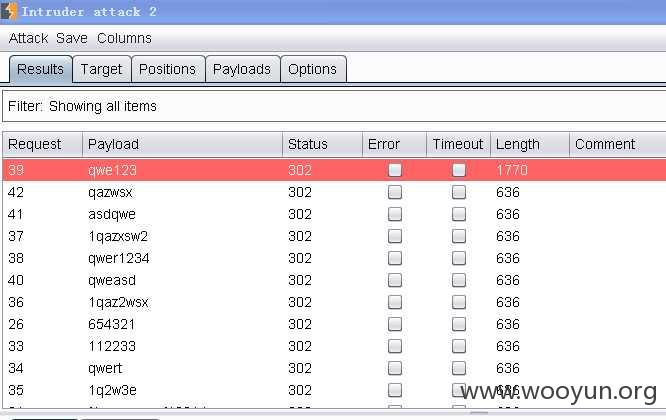 Intruder attack 2
Attack Save Columns
Results Target Positions Payloads Options
Filter: Showing all items
Request Payload Status Error Timeout Length Comment
39 qwe123 302 1770
42 qazwsx 302 636
41 asdqwe 302 636
37 1qazxsw2 302 636
38 qwer1234 302 636
40 qweasd 302 636
36 1qaz2wsx 302 636
26 654321 302 636
33 112233 302 636
34 qwert 302 636
35 1q2w3e 302 636
www.wooyun.org